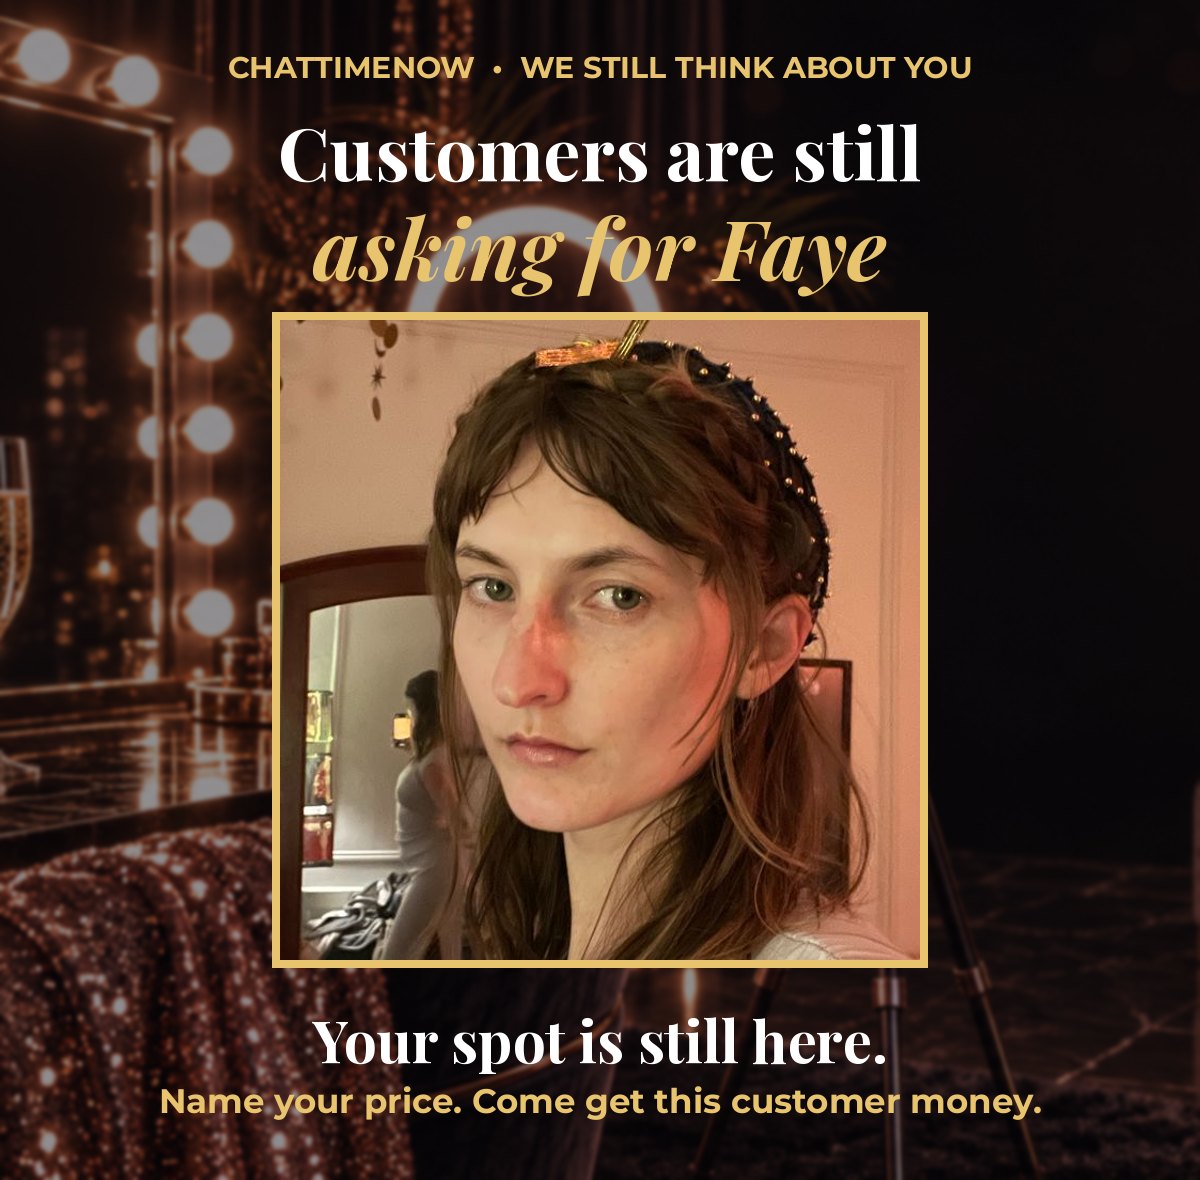 CHATTIMENOW • WE STILL THINK ABOUT YOU
Customers are still
asking for Faye
Your spot is still here.
Name your price. Come get this customer money.